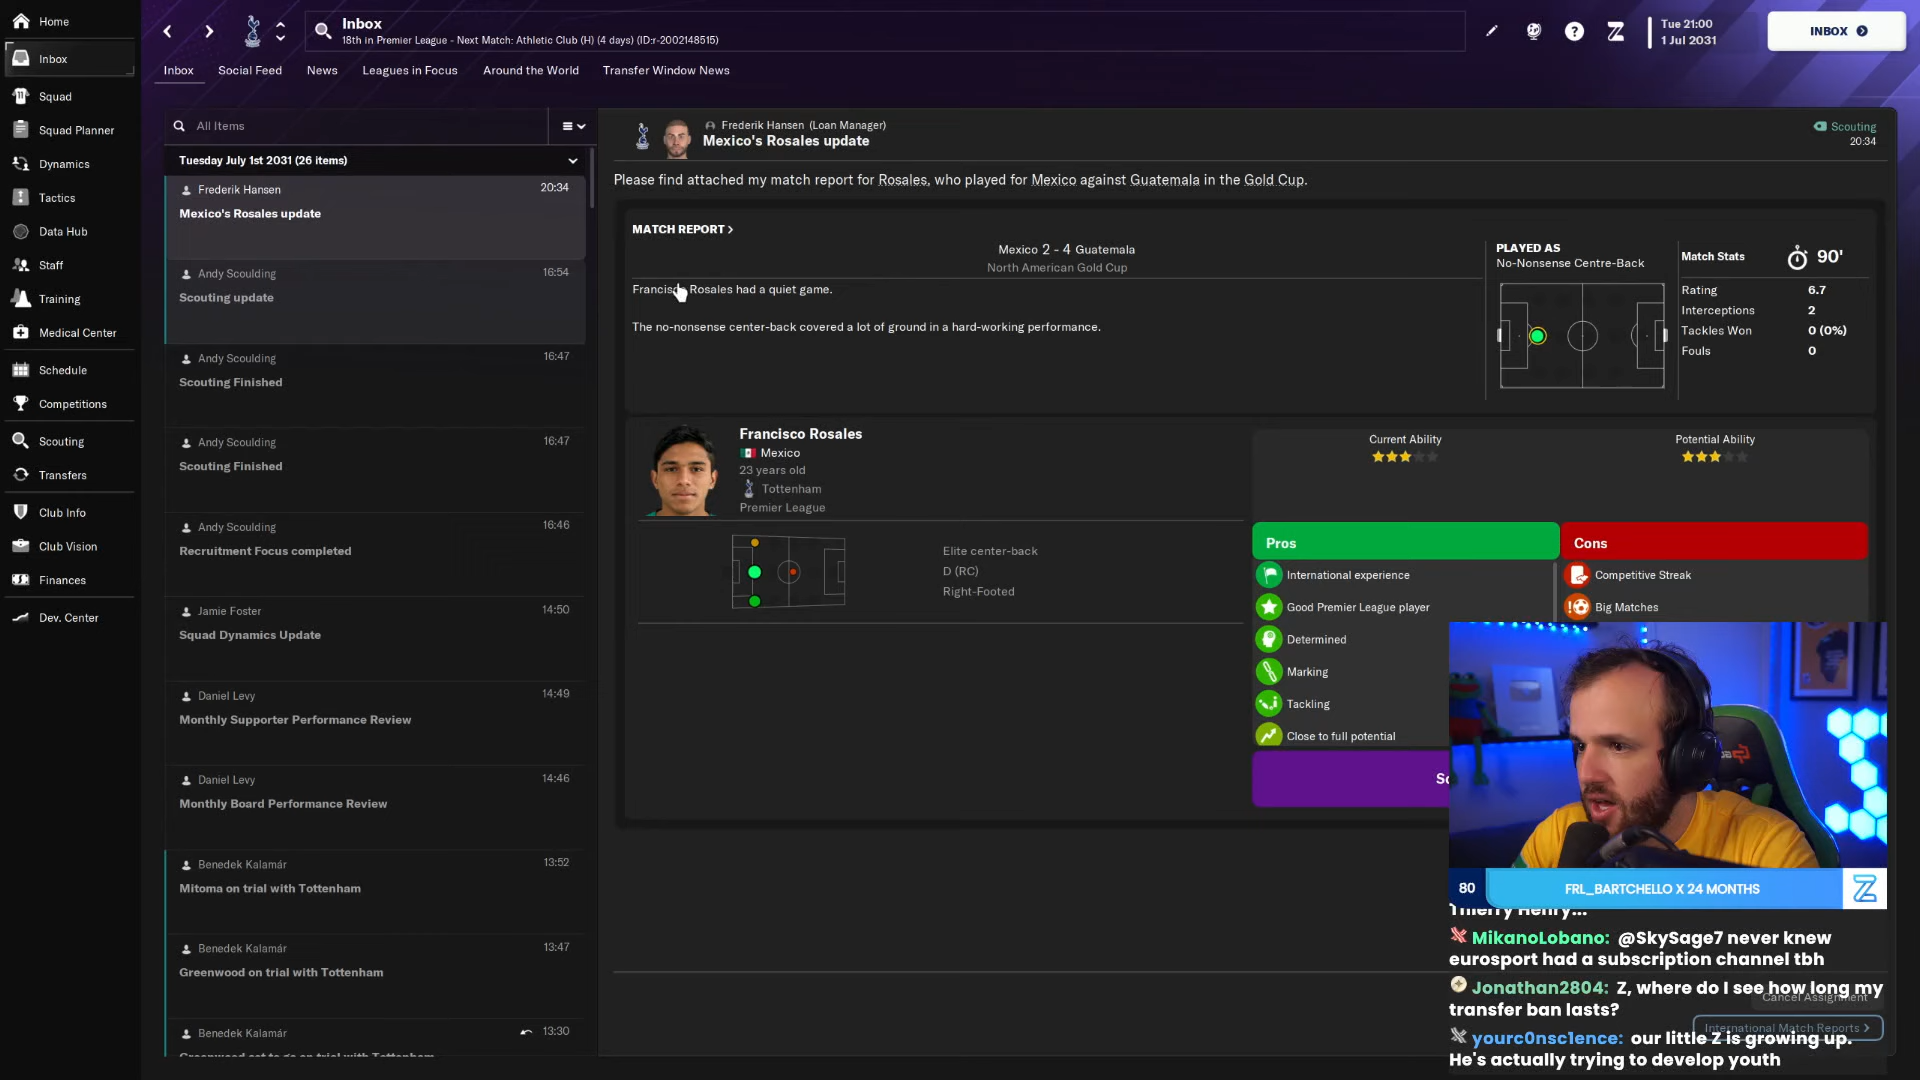 Home
Inbox
Squad
Squad Planner
Dynamics
Tactics
Data Hub
Staff
Training
Medical Center
Schedule
Competitions
Scouting
Transfers
Club Info
Club Vision
Finances
Dev. Center
Inbox
18th in Premier League - Next Match: Athletic Club (H) (4 days) (ID:r-2002148515)
Tue 21:00
1 Jul 2031
INBOX
Inbox
Social Feed
News
Leagues in Focus
Around the World
Transfer Window News
All Items
Tuesday July 1st 2031 (26 items)
Frederik Hansen 20:34
Mexico's Rosales update
Andy Scoulding 16:54
Scouting update
Andy Scoulding 16:47
Scouting Finished
Andy Scoulding 16:47
Scouting Finished
Andy Scoulding 16:46
Recruitment Focus completed
Jamie Foster 14:50
Squad Dynamics Update
Daniel Levy 14:49
Monthly Supporter Performance Review
Daniel Levy 14:46
Monthly Board Performance Review
Benedek Kalamár 13:52
Mitoma on trial with Tottenham
Benedek Kalamár 13:47
Greenwood on trial with Tottenham
Benedek Kalamár 13:30
Frederik Hansen (Loan Manager)
Mexico's Rosales update
Scouting
20:34
Please find attached my match report for Rosales, who played for Mexico against Guatemala in the Gold Cup.
MATCH REPORT >
Mexico 2 - 4 Guatemala
North American Gold Cup
Francisco Rosales had a quiet game.
The no-nonsense center-back covered a lot of ground in a hard-working performance.
PLAYED AS
No-Nonsense Centre-Back
Match Stats 90'
Rating 6.7
Interceptions 2
Tackles Won 0 (0%)
Fouls 0
Francisco Rosales
Mexico
23 years old
Tottenham
Premier League
Elite center-back
D (RC)
Right-Footed
Current Ability
Potential Ability
Pros
International experience
Good Premier League player
Determined
Marking
Tackling
Close to full potential
Cons
Competitive Streak
Big Matches
80 FRL_BARTCHELLO X 24 MONTHS
Thierry Henry...
MikanoLobano: @SkySage7 never knew
eurosport had a subscription channel tbh
Jonathan2804: Z, where do I see how long my
transfer ban lasts?
Cancel Assignment
International Match Reports >
yourc0nsc1ence: our little Z is growing up.
He's actually trying to develop youth